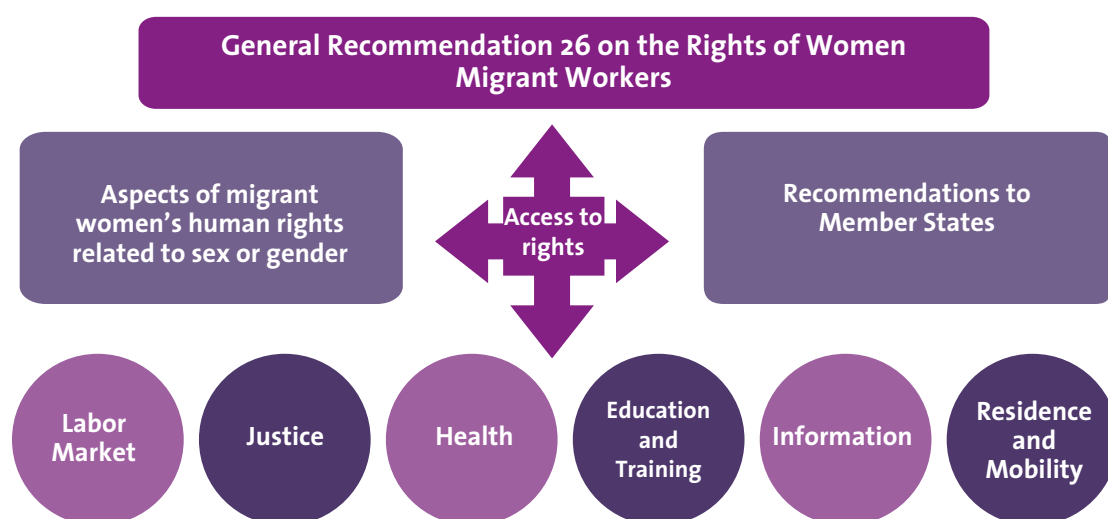 General Recommendation 26 on the Rights of Women
Migrant Workers
Aspects of migrant
women’s human rights
related to sex or gender
Access to
rights
Recommendations to
Member States
Labor
Market
Justice
Health
Education
and
Training
Information
Residence
and
Mobility